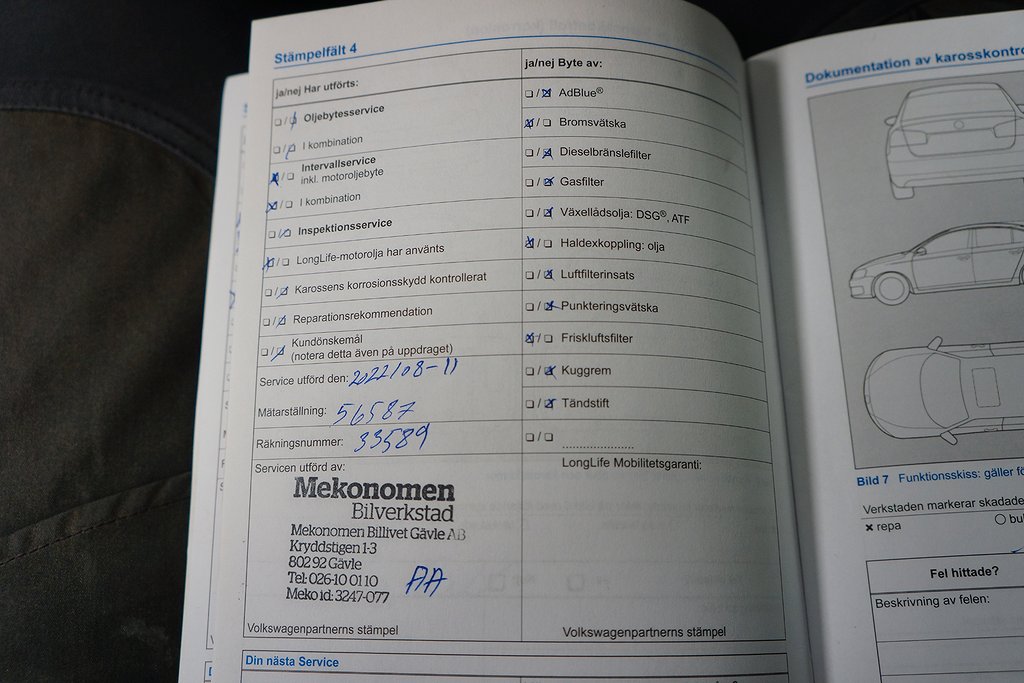 Stämpelfält 4
ja/nej Har utförts:
Oljebytesservice
I kombination
Intervallservice
inkl. motoroljebyte
I kombination
Inspektionsservice
LongLife-motorolja har använts
Karossens korrosionsskydd kontrollerat
Reparationsrekommendation
Kundönskemål
(notera detta även på uppdraget)
Service utförd den: 2022/08-11
Mätarställning: 56587
Räkningsnummer: 33589
Servicen utförd av:
Mekonomen
Bilverkstad
Mekonomen Billivet Gävle AB
Kryddstigen 1-3
802 92 Gävle
Tel: 026-10 01 10
Meko id: 3247-077
AA
Volkswagenpartnerns stämpel
ja/nej Byte av:
AdBlue®
Bromsvätska
Dieselbränslefilter
Gasfilter
Växellådsolja: DSG®, ATF
Haldexkoppling: olja
Luftfilterinsats
Punkteringsvätska
Friskluftsfilter
Kuggrem
Tändstift
LongLife Mobilitetsgaranti:
Volkswagenpartnerns stämpel
Din nästa Service
Dokumentation av karosskontro
Bild 7 Funktionsskiss: gäller fö
Verkstaden markerar skadade
× repa
bu
Fel hittade?
Beskrivning av felen: